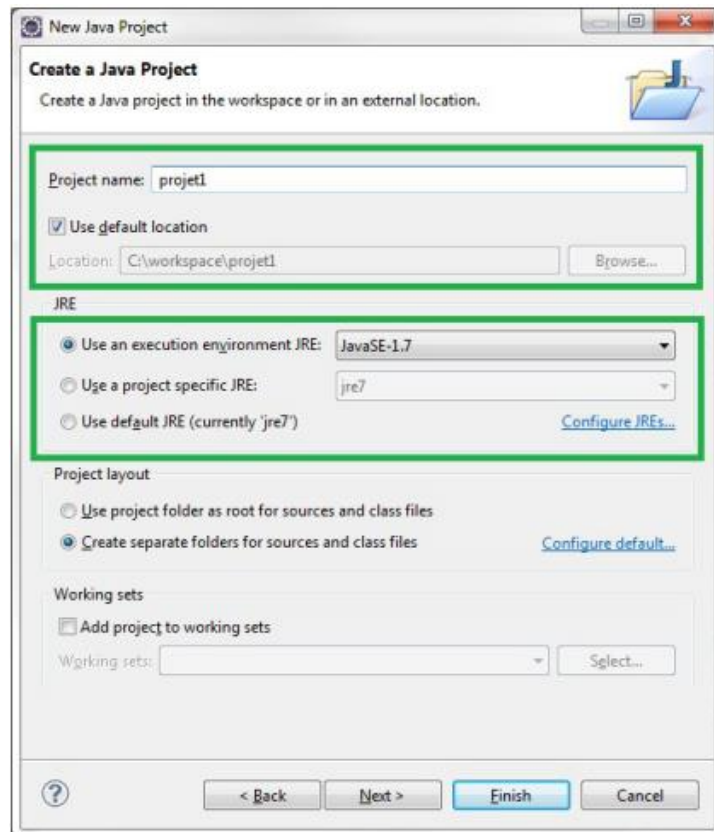 New Java Project
Create a Java Project
Create a Java project in the workspace or in an external location.
Project name: projet1
Use default location
Location: C:\workspace\projet1 Browse...
JRE
Use an execution environment JRE: JavaSE-1.7
Use a project specific JRE: jre7
Use default JRE (currently 'jre7') Configure JREs...
Project layout
Use project folder as root for sources and class files
Create separate folders for sources and class files Configure default...
Working sets
Add project to working sets
Working sets: Select...
? < Back Next > Finish Cancel